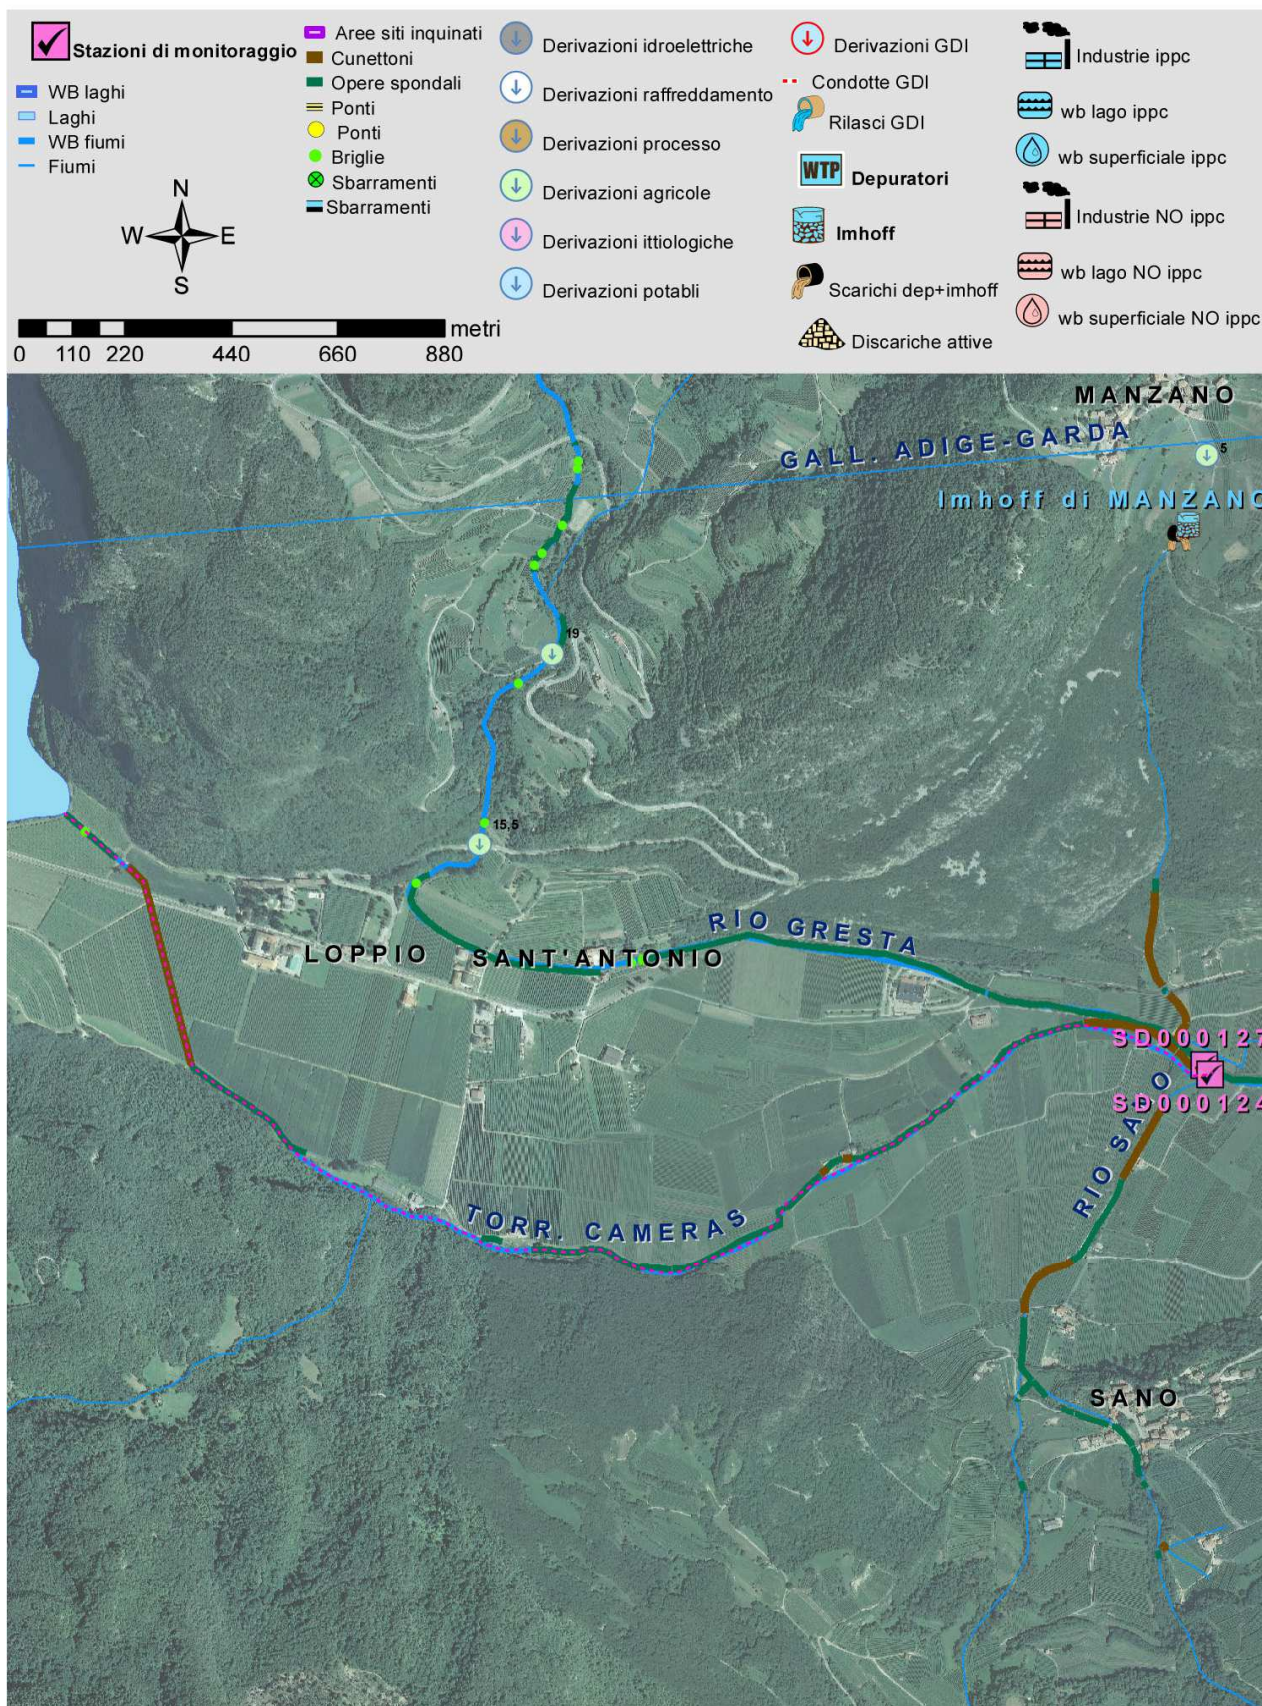 Stazioni di monitoraggio
WB laghi
Laghi
WB fiumi
Fiumi
N
W
E
S
Aree siti inquinati
Cunettoni
Opere spondali
Ponti
Ponti
Briglie
Sbarramenti
Sbarramenti
Derivazioni idroelettriche
Derivazioni raffreddamento
Derivazioni processo
Derivazioni agricole
Derivazioni ittiologiche
Derivazioni potabli
Derivazioni GDI
Condotte GDI
Rilasci GDI
WTP Depuratori
Imhoff
Scarichi dep+imhoff
Discariche attive
Industrie ippc
wb lago ippc
wb superficiale ippc
Industrie NO ippc
wb lago NO ippc
wb superficiale NO ippc
metri
0 110 220 440 660 880
MANZANO
GALL. ADIGE-GARDA
5
Imhoff di MANZANO
19
15,5
RIO GRESTA
LOPPIO
SANT'ANTONIO
SD000127
SD000124
RIO SANO
TORR. CAMERAS
SANO